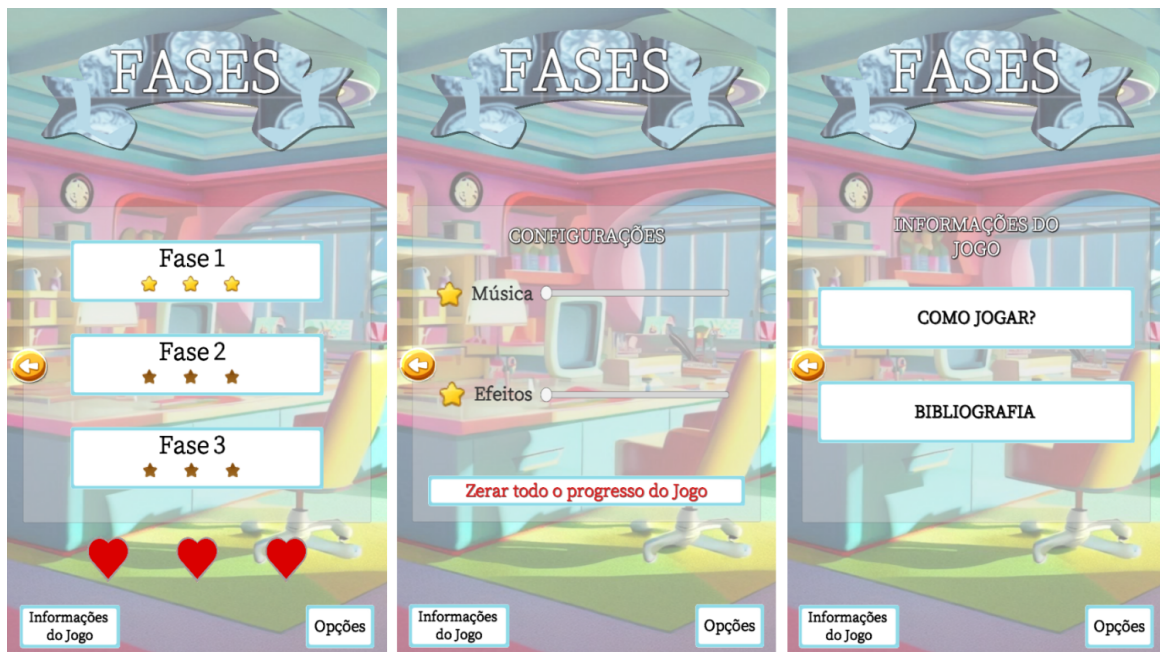 FASES
Fase 1
Fase 2
Fase 3
Informações
do Jogo
Opções
FASES
CONFIGURAÇÕES
Música
Efeitos
Zerar todo o progresso do Jogo
Informações
do Jogo
Opções
FASES
INFORMAÇÕES DO
JOGO
COMO JOGAR?
BIBLIOGRAFIA
Informações
do Jogo
Opções